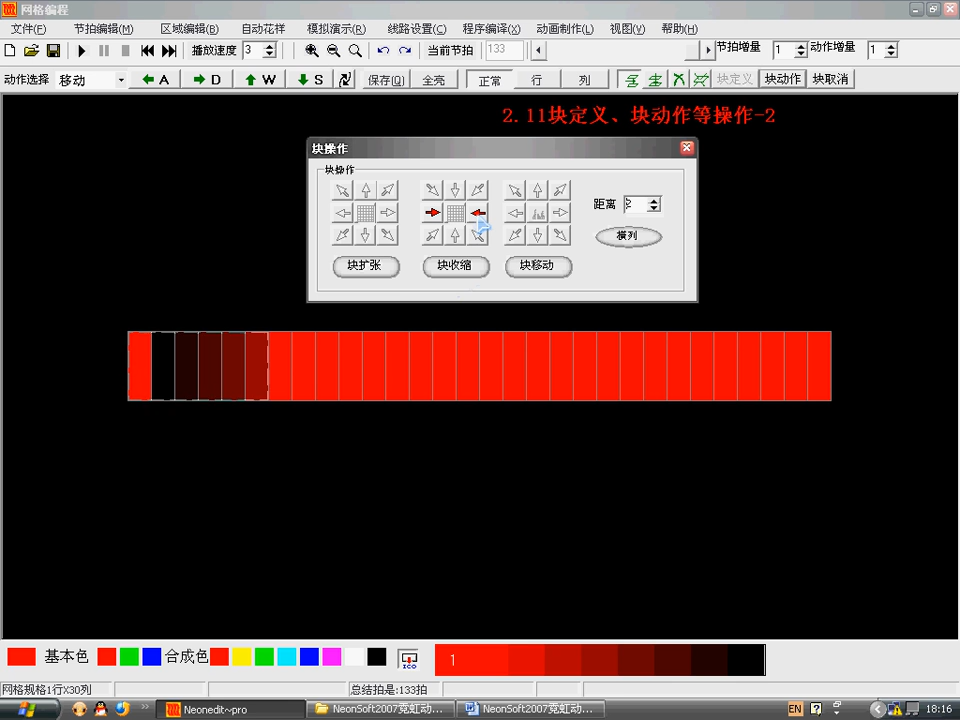 网格编程
文件(F) 节拍编辑(M) 区域编辑(B) 自动花样 模拟演示(R) 线路设置(C) 程序编译(X) 动画制作(L) 视图(V) 帮助(H)
播放速度 3 当前节拍 133 节拍增量 1 动作增量 1
动作选择 移动 A D W S 保存(Q) 全亮 正常 行 列 块定义 块动作 块取消
2.11块定义、块动作等操作-2
块操作
块操作
距离
横列
块扩张 块收缩 块移动
基本色 合成色 ICO 1
网格规格1行X30列 总结拍是:133拍
Neonedit~pro NeonSoft2007霓虹动... NeonSoft2007霓虹动... EN 18:16